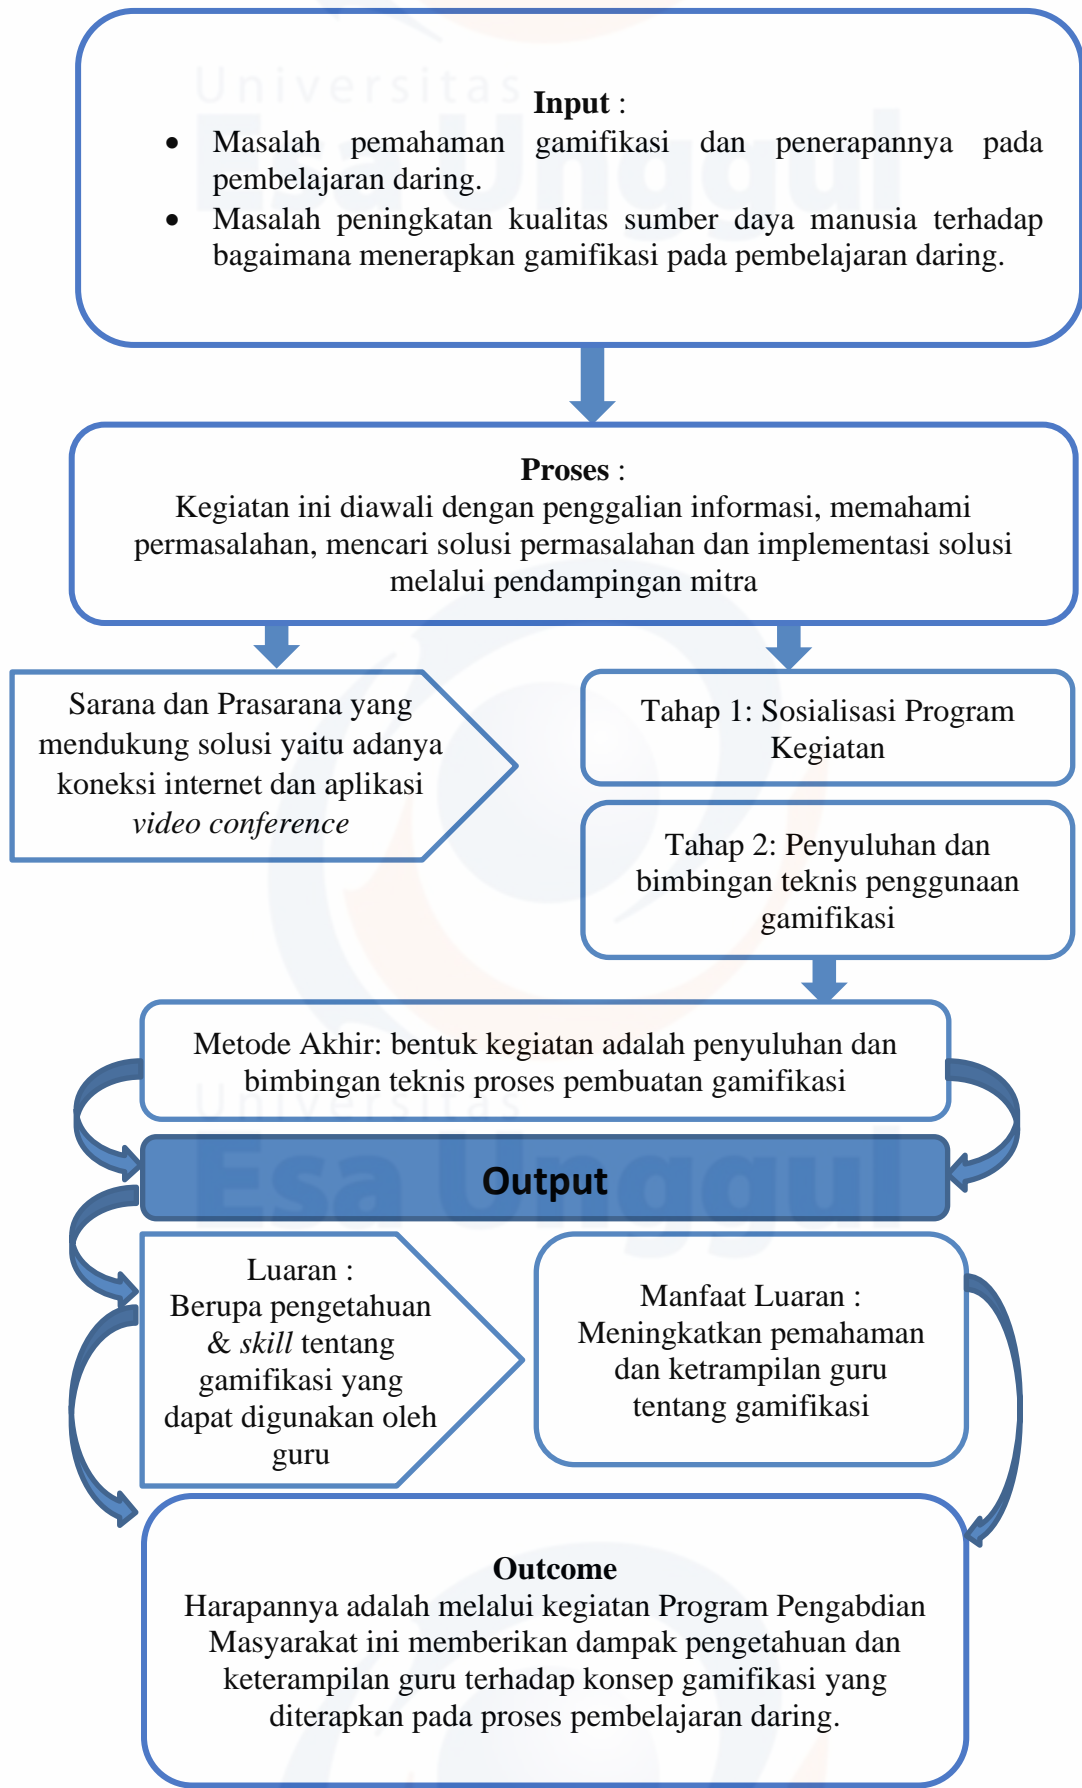 Universitas
Esa Unggul
Input :
• Masalah pemahaman gamifikasi dan penerapannya pada
pembelajaran daring.
• Masalah peningkatan kualitas sumber daya manusia terhadap
bagaimana menerapkan gamifikasi pada pembelajaran daring.
Proses :
Kegiatan ini diawali dengan penggalian informasi, memahami
permasalahan, mencari solusi permasalahan dan implementasi solusi
melalui pendampingan mitra
Sarana dan Prasarana yang
mendukung solusi yaitu adanya
koneksi internet dan aplikasi
video conference
Tahap 1: Sosialisasi Program
Kegiatan
Tahap 2: Penyuluhan dan
bimbingan teknis penggunaan
gamifikasi
Metode Akhir: bentuk kegiatan adalah penyuluhan dan
bimbingan teknis proses pembuatan gamifikasi
Universitas
Esa Unggul
Output
Luaran :
Berupa pengetahuan
& skill tentang
gamifikasi yang
dapat digunakan oleh
guru
Manfaat Luaran :
Meningkatkan pemahaman
dan ketrampilan guru
tentang gamifikasi
Outcome
Harapannya adalah melalui kegiatan Program Pengabdian
Masyarakat ini memberikan dampak pengetahuan dan
keterampilan guru terhadap konsep gamifikasi yang
diterapkan pada proses pembelajaran daring.